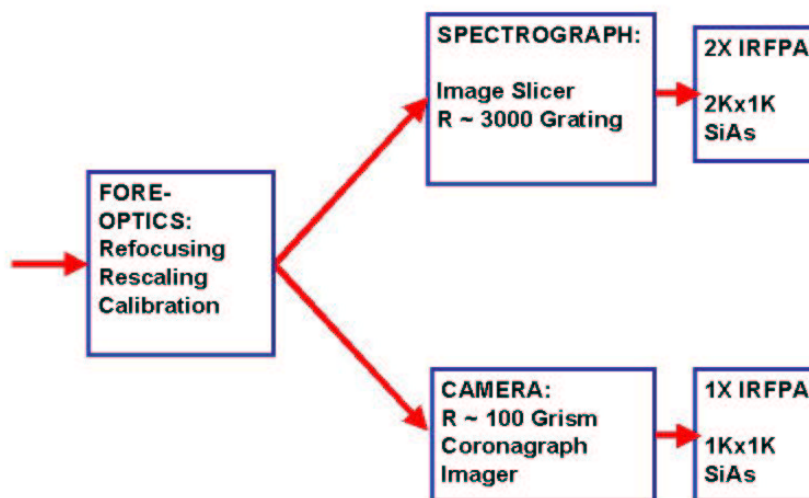 SPECTROGRAPH:
Image Slicer
R ~ 3000 Grating
2X IRFPA
2Kx1K
SiAs
FORE-
OPTICS:
Refocusing
Rescaling
Calibration
CAMERA:
R ~ 100 Grism
Coronagraph
Imager
1X IRFPA
1Kx1K
SiAs